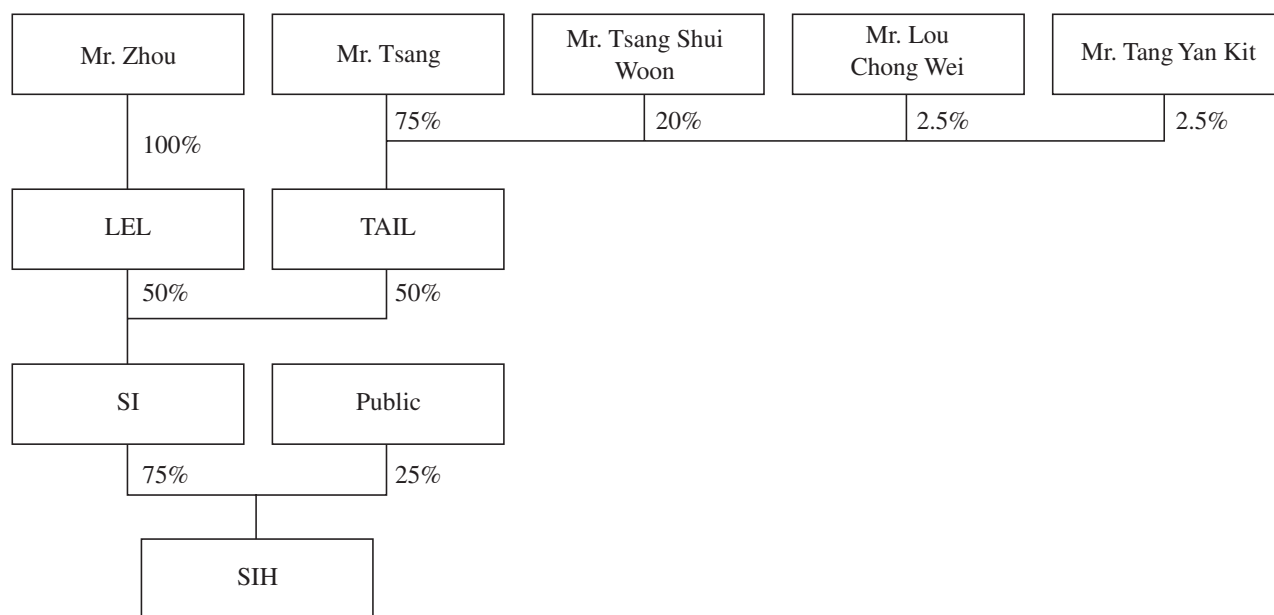 Mr. Zhou
Mr. Tsang
Mr. Tsang Shui
Woon
Mr. Lou
Chong Wei
Mr. Tang Yan Kit
100%
75%
20%
2.5%
2.5%
LEL
TAIL
50%
50%
SI
Public
75%
25%
SIH